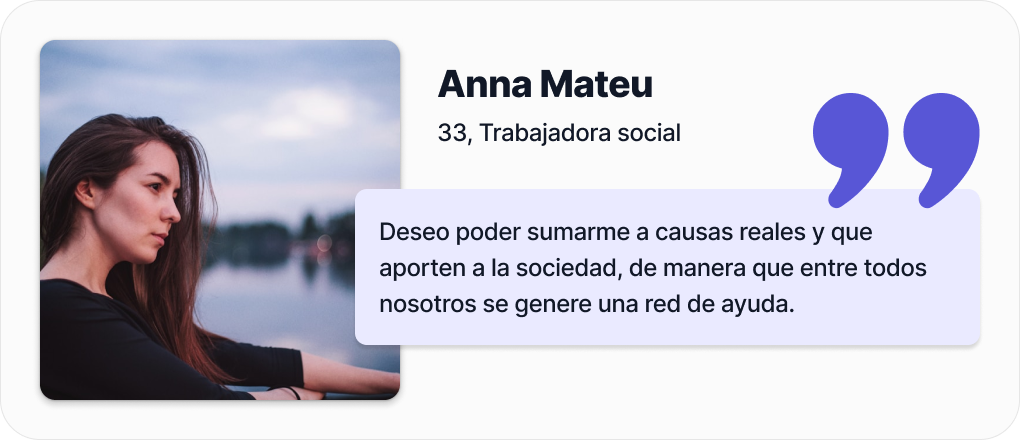 Anna Mateu
33, Trabajadora social
Deseo poder sumarme a causas reales y que
aporten a la sociedad, de manera que entre todos
nosotros se genere una red de ayuda.